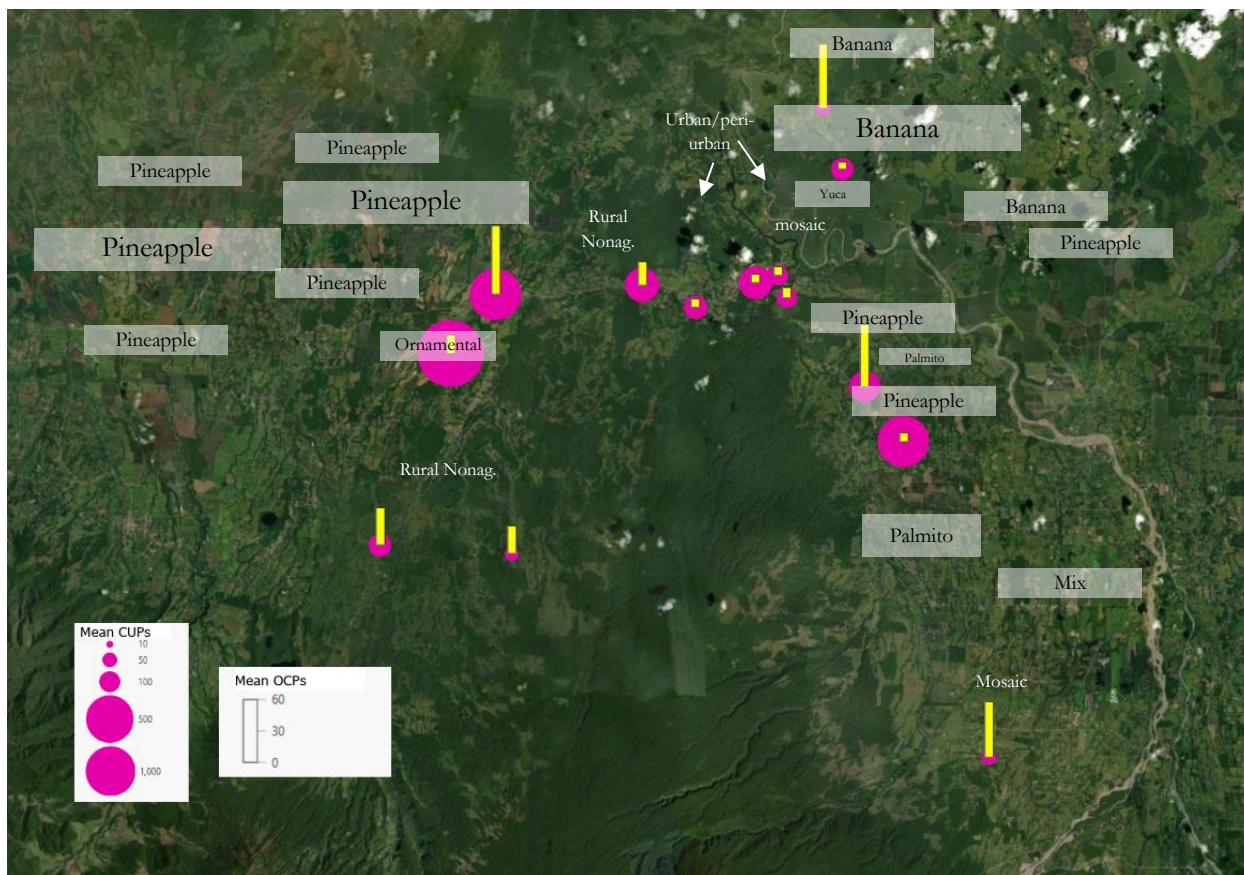 Banana
Banana
Urban/peri-
urban
Pineapple
Pineapple
Pineapple
Yuca
Banana
Rural
Nonag.
mosaic
Pineapple
Pineapple
Pineapple
Pineapple
Pineapple
Ornamental
Palmito
Pineapple
Rural Nonag.
Palmito
Mix
Mosaic
Mean CUPs
10
50
100
500
1,000
Mean OCPs
60
30
0